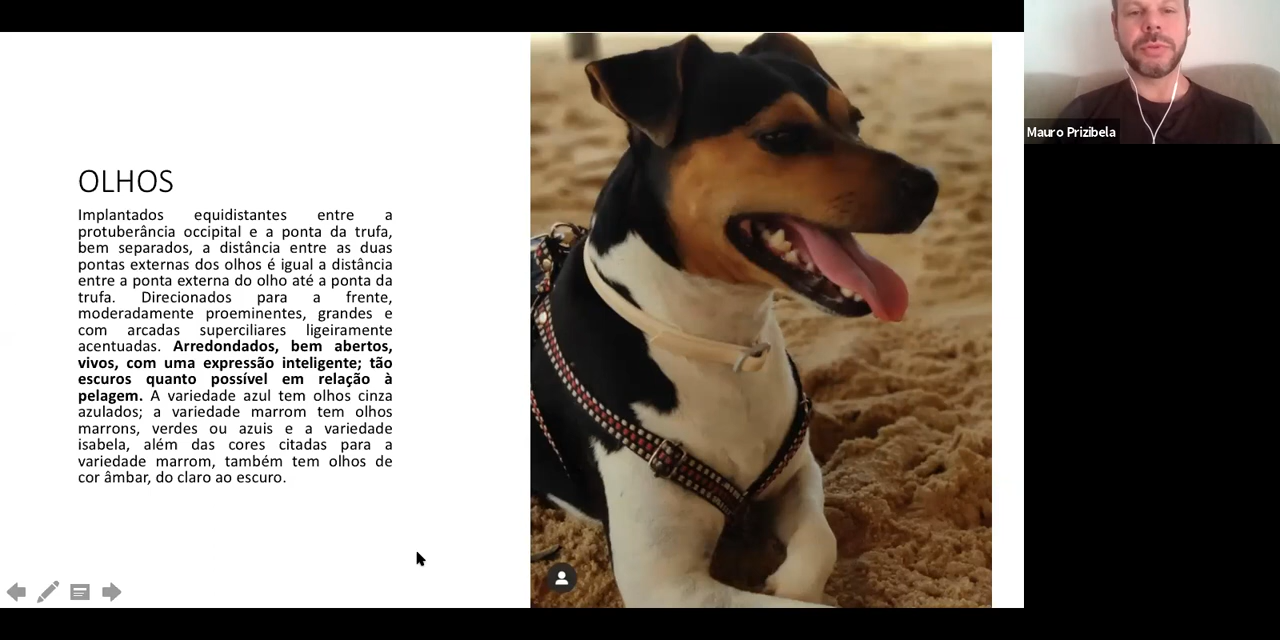 OLHOS
Implantados equidistantes entre a
protuberância occipital e a ponta da trufa,
bem separados, a distância entre as duas
pontas externas dos olhos é igual a distância
entre a ponta externa do olho até a ponta da
trufa. Direcionados para a frente,
moderadamente proeminentes, grandes e
com arcadas superciliares ligeiramente
acentuadas. Arredondados, bem abertos,
vivos, com uma expressão inteligente; tão
escuros quanto possível em relação à
pelagem. A variedade azul tem olhos cinza
azulados; a variedade marrom tem olhos
marrons, verdes ou azuis e a variedade
isabela, além das cores citadas para a
variedade marrom, também tem olhos de
cor âmbar, do claro ao escuro.
Mauro Prizibela